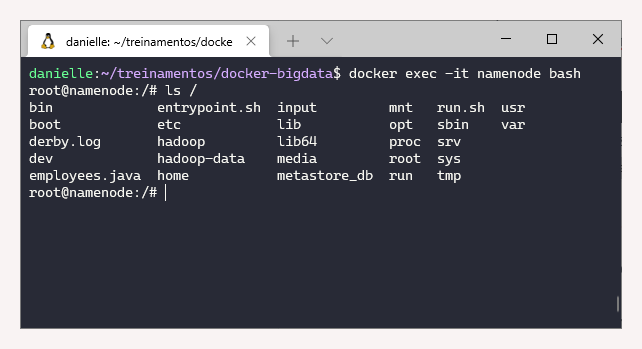 danielle: ~/treinamentos/docke
danielle:~/treinamentos/docker-bigdata$ docker exec -it namenode bash
root@namenode:/# ls /
bin entrypoint.sh input mnt run.sh usr
boot etc lib opt sbin var
derby.log hadoop lib64 proc srv
dev hadoop-data media root sys
employees.java home metastore_db run tmp
root@namenode:/#